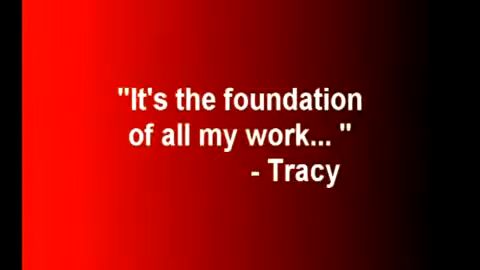 "It's the foundation
of all my work... "
- Tracy